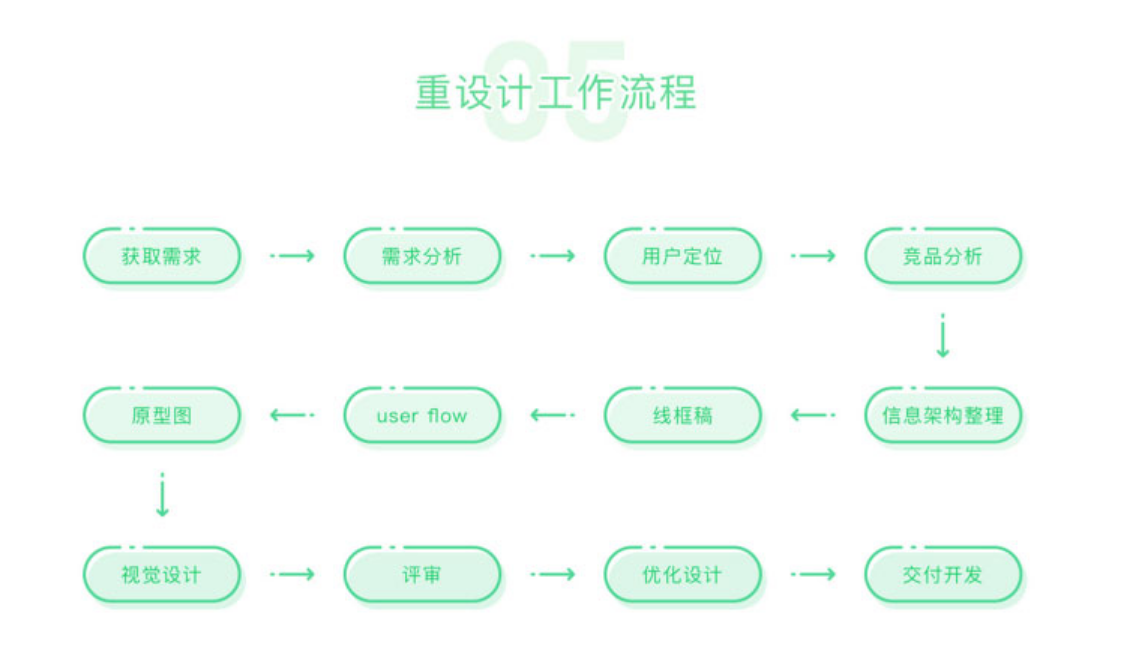 05
重设计工作流程
获取需求
需求分析
用户定位
竞品分析
信息架构整理
线框稿
user flow
原型图
视觉设计
评审
优化设计
交付开发